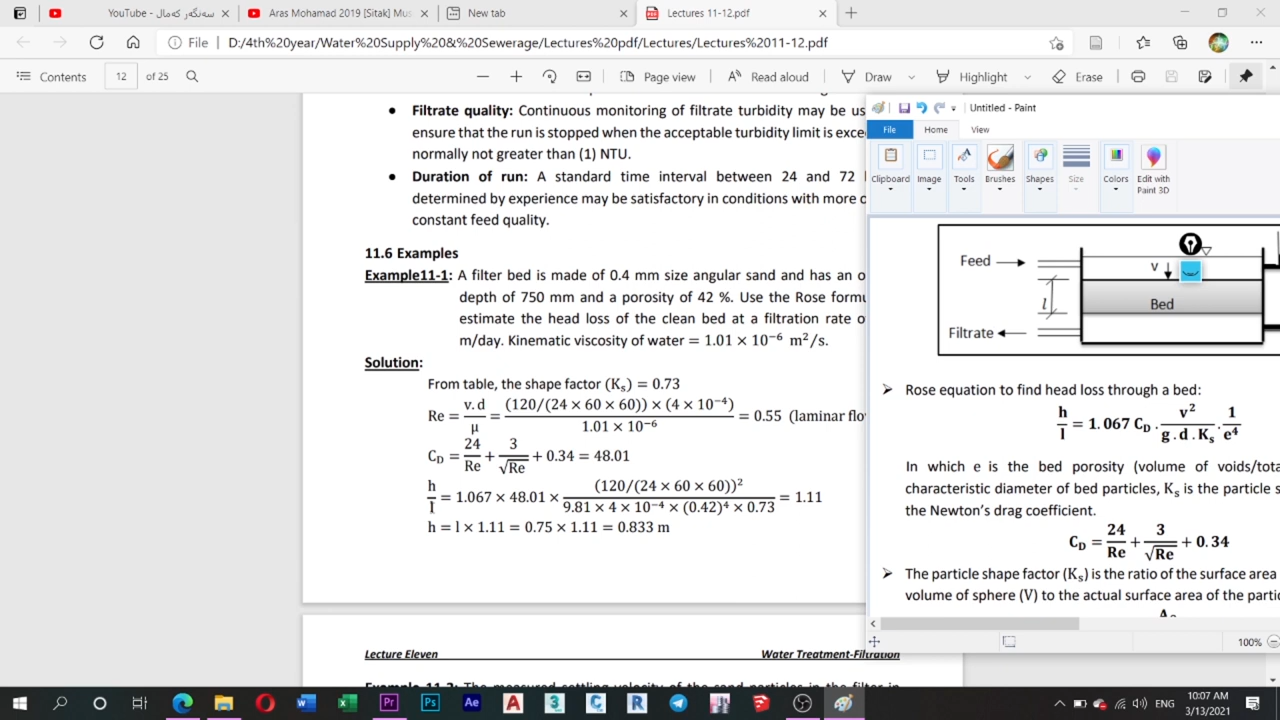 YouTube - سەنگەر کەمال
Aras Mohamad 2019 [Sitak] Mus
New tab
Lectures 11-12.pdf
File
D:/4th%20year/Water%20Supply%20&%20Sewerage/Lectures%20pdf/Lectures/Lectures%2011-12.pdf
Contents
12
of 25
Page view
Read aloud
Draw
Highlight
Erase
• Filtrate quality: Continuous monitoring of filtrate turbidity may be us
ensure that the run is stopped when the acceptable turbidity limit is exce
normally not greater than (1) NTU.
• Duration of run: A standard time interval between 24 and 72
determined by experience may be satisfactory in conditions with more o
constant feed quality.
11.6 Examples
Example11-1: A filter bed is made of 0.4 mm size angular sand and has an o
depth of 750 mm and a porosity of 42 %. Use the Rose formu
estimate the head loss of the clean bed at a filtration rate o
m/day. Kinematic viscosity of water = 1.01 × 10⁻⁶ m²/s.
Solution:
From table, the shape factor (Kₛ) = 0.73
Re = v. d / μ = (120/(24 × 60 × 60)) × (4 × 10⁻⁴) / 1.01 × 10⁻⁶ = 0.55 (laminar flo
C_D = 24 / Re + 3 / √Re + 0.34 = 48.01
h / l = 1.067 × 48.01 × (120/(24 × 60 × 60))² / 9.81 × 4 × 10⁻⁴ × (0.42)⁴ × 0.73 = 1.11
h = l × 1.11 = 0.75 × 1.11 = 0.833 m
Lecture Eleven
Water Treatment-Filtration
Example 11-2: The measured settling velocity of the sand particles in the filter in
Untitled - Paint
File
Home
View
Clipboard
Image
Tools
Brushes
Shapes
Size
Colors
Edit with
Paint 3D
Feed
v
l
Bed
Filtrate
➢ Rose equation to find head loss through a bed:
h / l = 1.067 C_D . v² / g . d . Kₛ . 1 / e⁴
In which e is the bed porosity (volume of voids/tota
characteristic diameter of bed particles, Kₛ is the particle s
the Newton's drag coefficient.
C_D = 24 / Re + 3 / √Re + 0.34
➢ The particle shape factor (Kₛ) is the ratio of the surface area
volume of sphere (V) to the actual surface area of the partic
100%
ENG
10:07 AM
3/13/2021